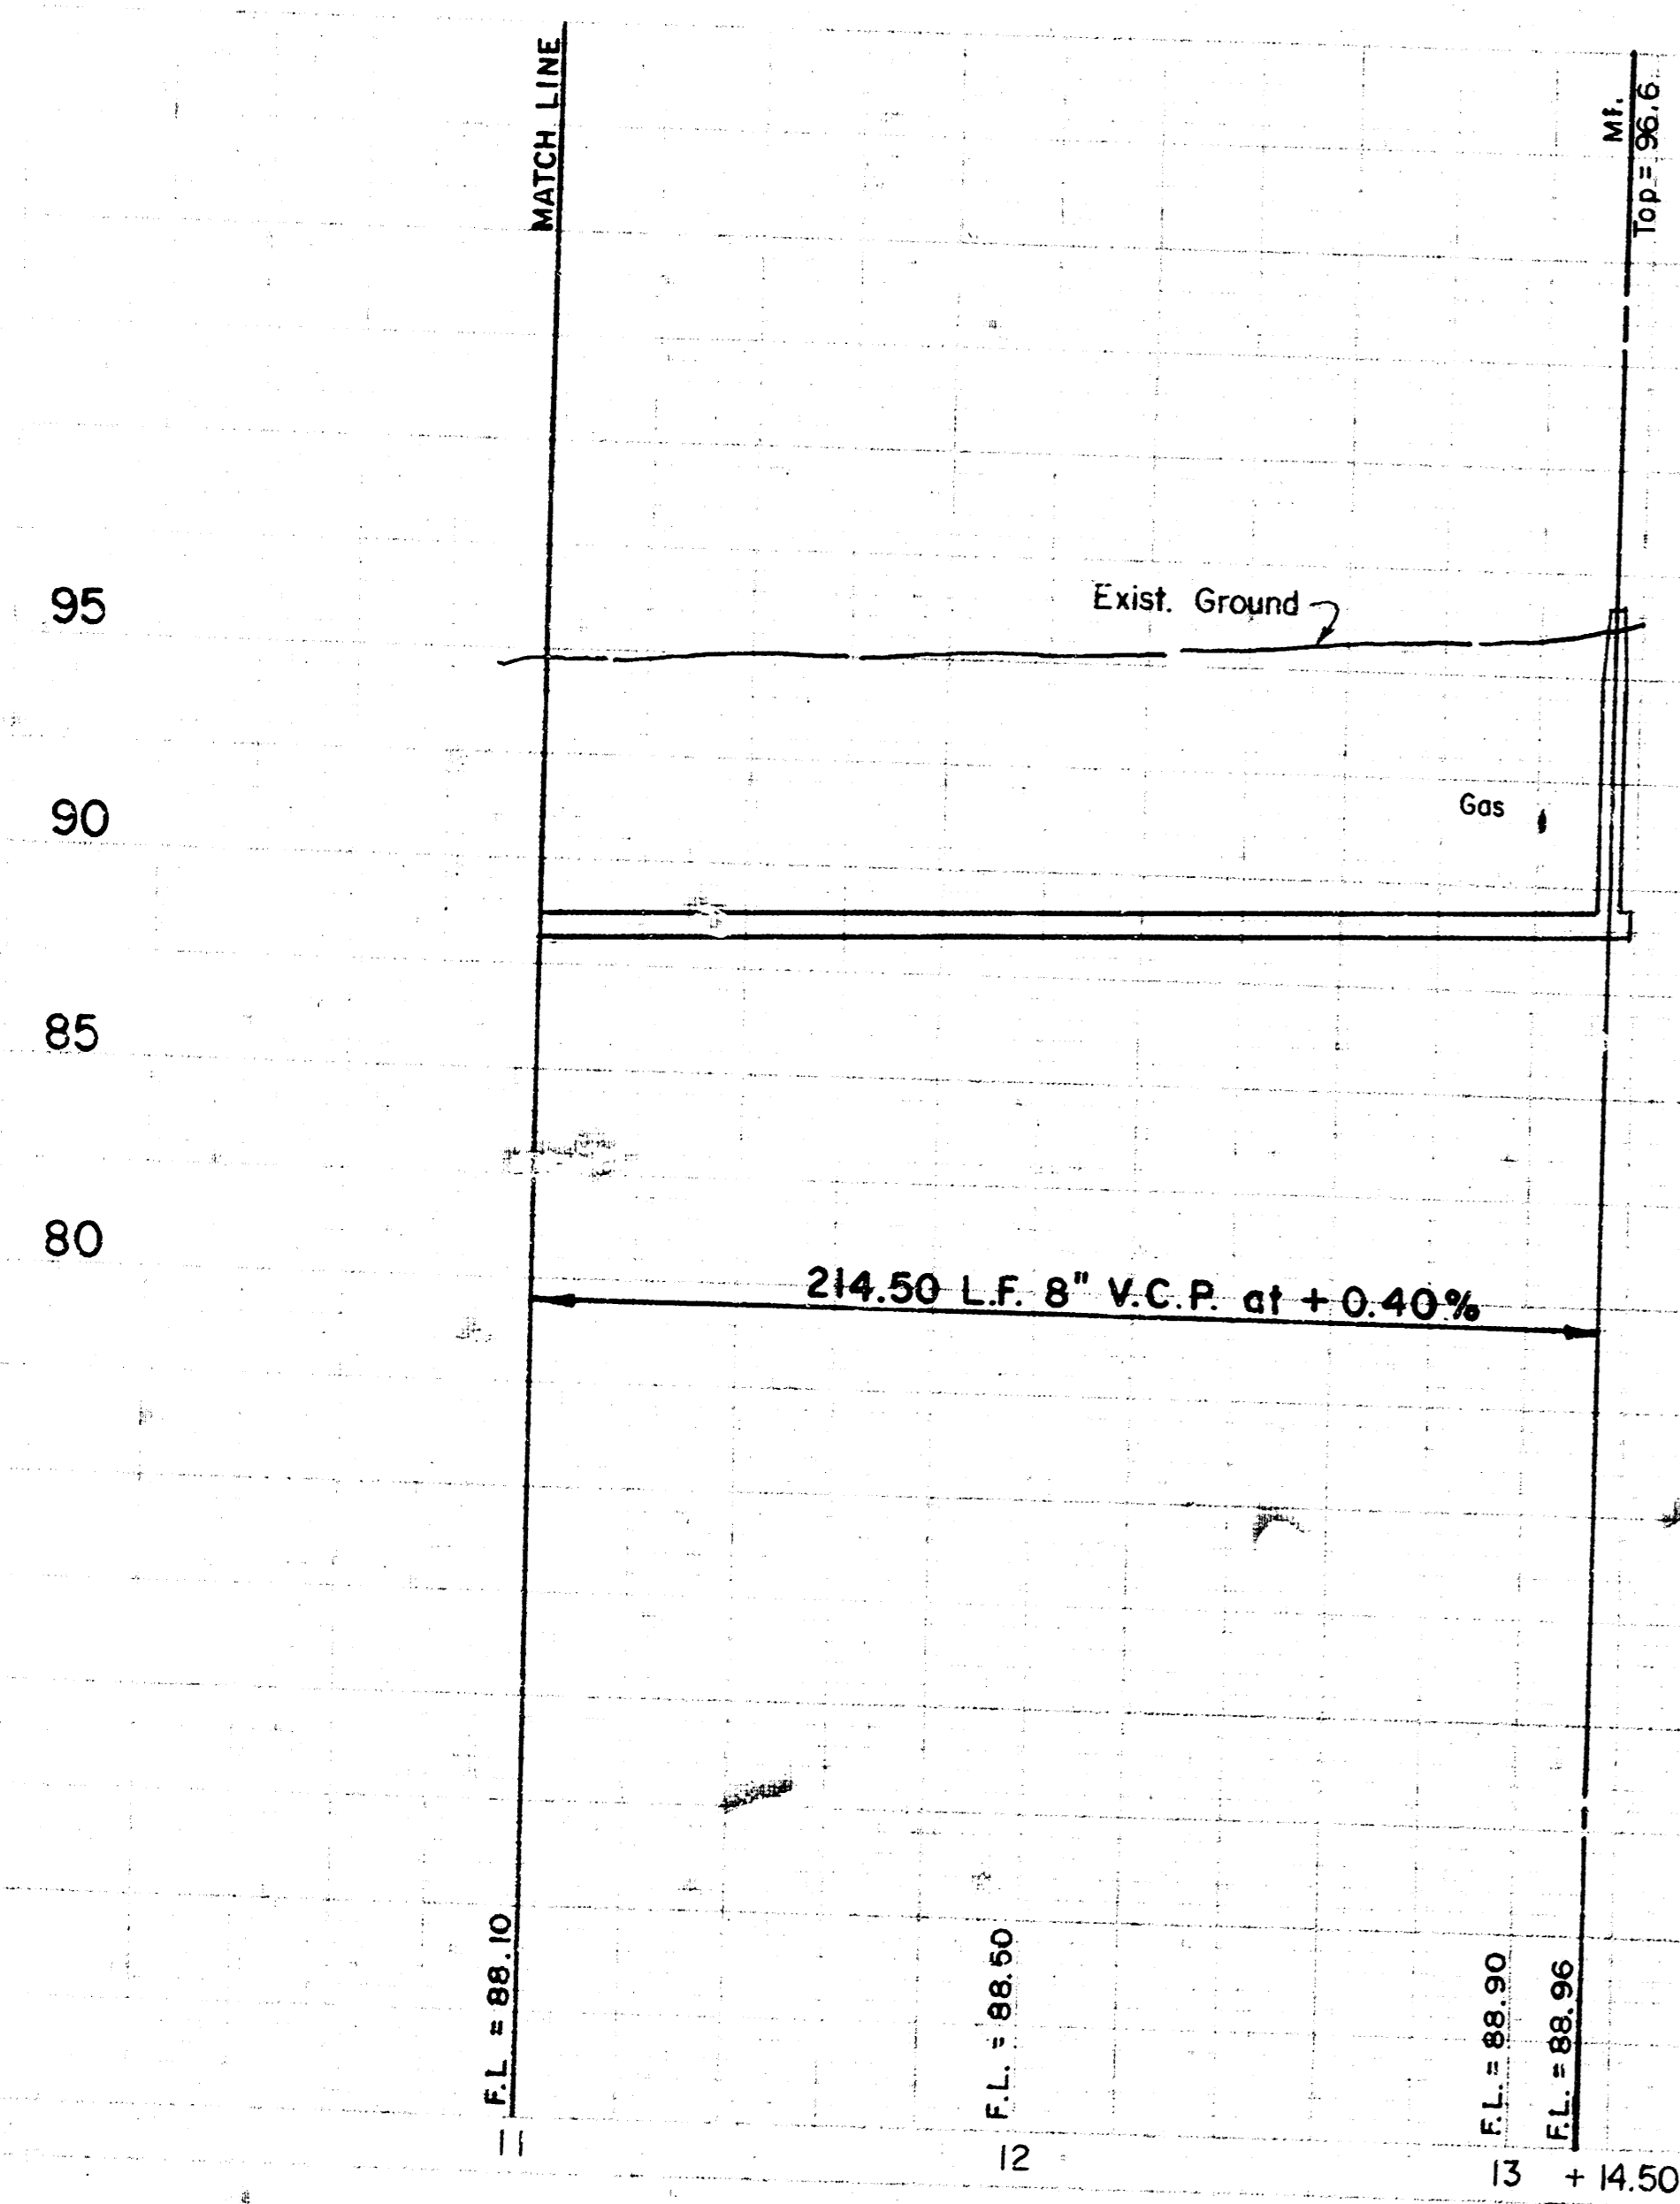 MATCH LINE
Top = 96.6
Exist. Ground
95
90
Gas
85
80
214.50 L.F. 8" V.C.P. at + 0.40%
F.L = 88.10
F.L. = 88.50
F.L. = 88.90
F.L. = 88.96
11
12
13
+ 14.50